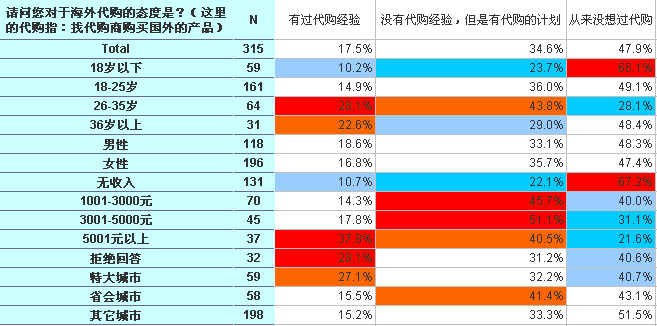 请问您对于海外代购的态度是?(这里的代购指:找代购商购买国外的产品) N 有过代购经验 没有代购经验,但是有代购的计划 从来没想过代购
Total 315 17.5% 34.6% 47.9%
18岁以下 59 10.2% 23.7% 66.1%
18-25岁 161 14.9% 36.0% 49.1%
26-35岁 64 28.1% 43.8% 28.1%
36岁以上 31 22.6% 29.0% 48.4%
男性 118 18.6% 33.1% 48.3%
女性 196 16.8% 35.7% 47.4%
无收入 131 10.7% 22.1% 67.2%
1001-3000元 70 14.3% 45.7% 40.0%
3001-5000元 45 17.8% 51.1% 31.1%
5001元以上 37 37.8% 40.5% 21.6%
拒绝回答 32 28.1% 31.2% 40.6%
特大城市 59 27.1% 32.2% 40.7%
省会城市 58 15.5% 41.4% 43.1%
其它城市 198 15.2% 33.3% 51.5%